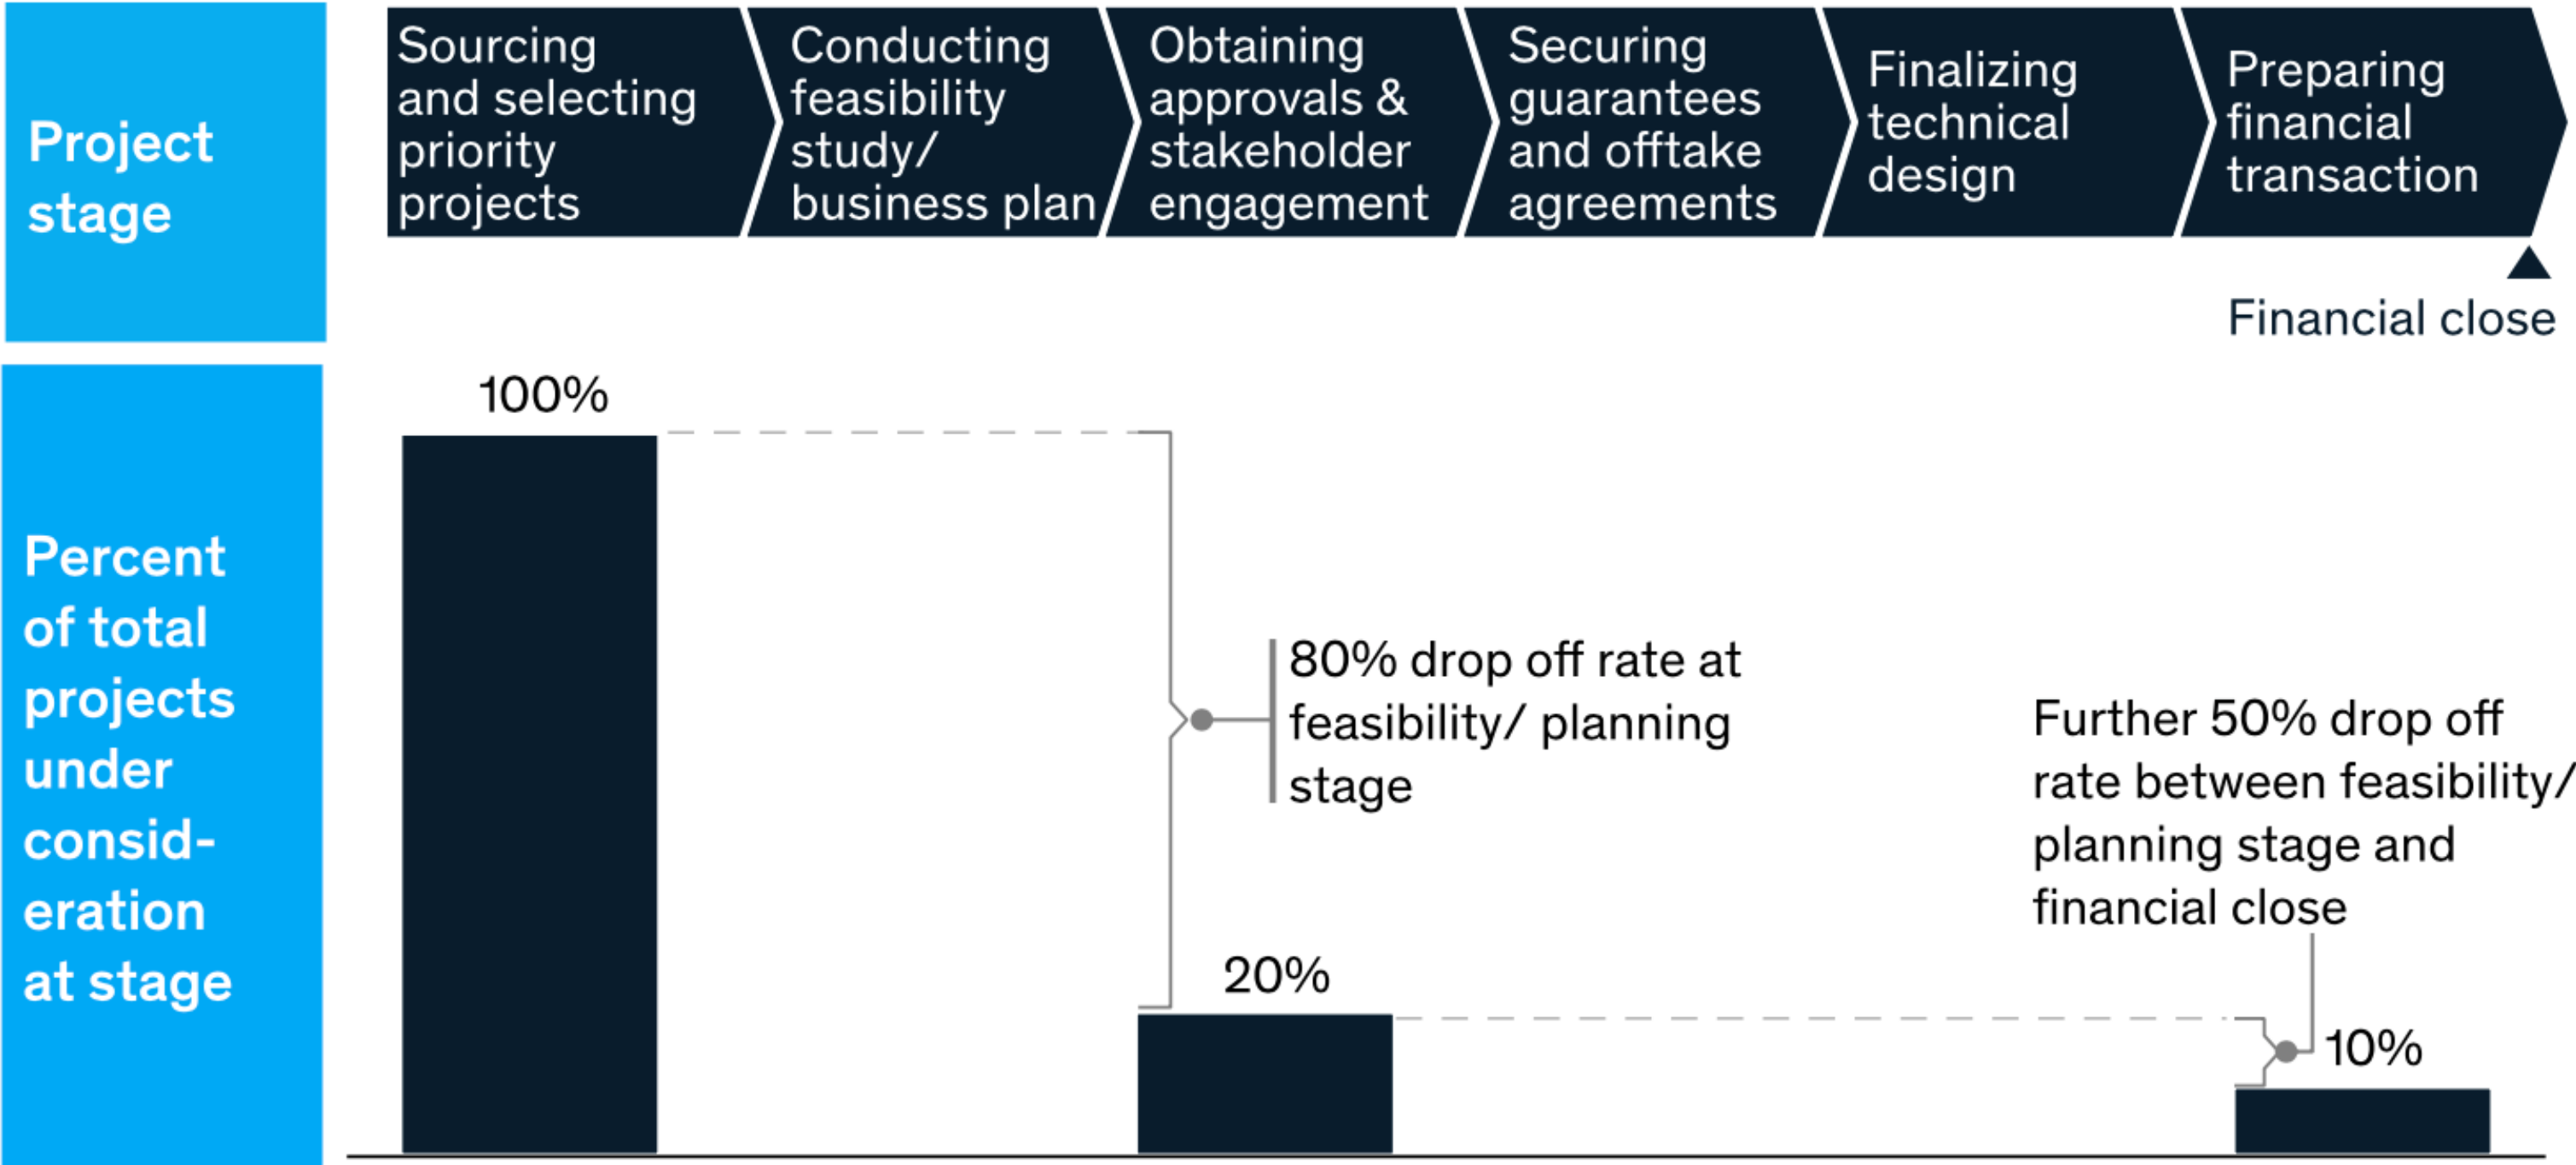 Project
stage
Sourcing
and selecting
priority
projects
Conducting
feasibility
study/
business plan
Obtaining
approvals &
stakeholder
engagement
Securing
guarantees
and offtake
agreements
Finalizing
technical
design
Preparing
financial
transaction
Financial close
Percent
of total
projects
under
consid-
eration
at stage
100%
80% drop off rate at
feasibility/ planning
stage
20%
Further 50% drop off
rate between feasibility/
planning stage and
financial close
10%